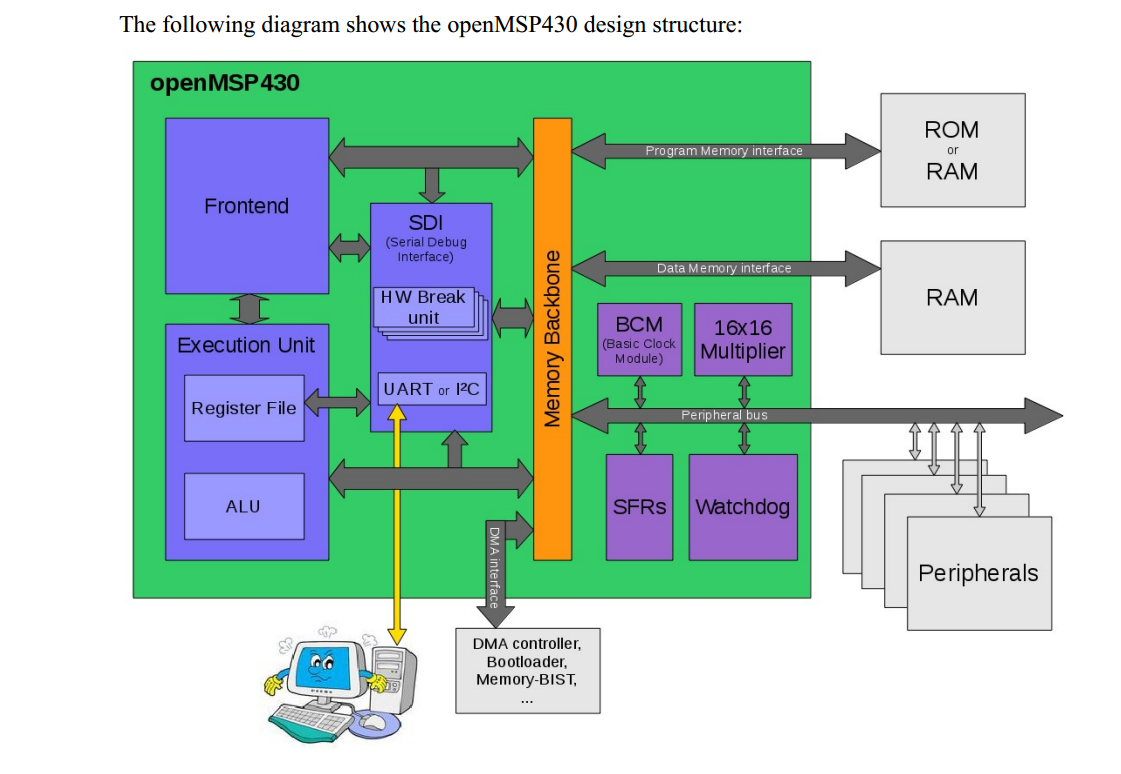 The following diagram shows the openMSP430 design structure:
openMSP430
Frontend
SDI
(Serial Debug
Interface)
HW Break
unit
UART or I²C
Execution Unit
Register File
ALU
Memory Backbone
Program Memory interface
ROM
or
RAM
Data Memory interface
RAM
BCM
(Basic Clock
Module)
16x16
Multiplier
Peripheral bus
SFRs
Watchdog
Peripherals
DMA interface
DMA controller,
Bootloader,
Memory-BIST,
...